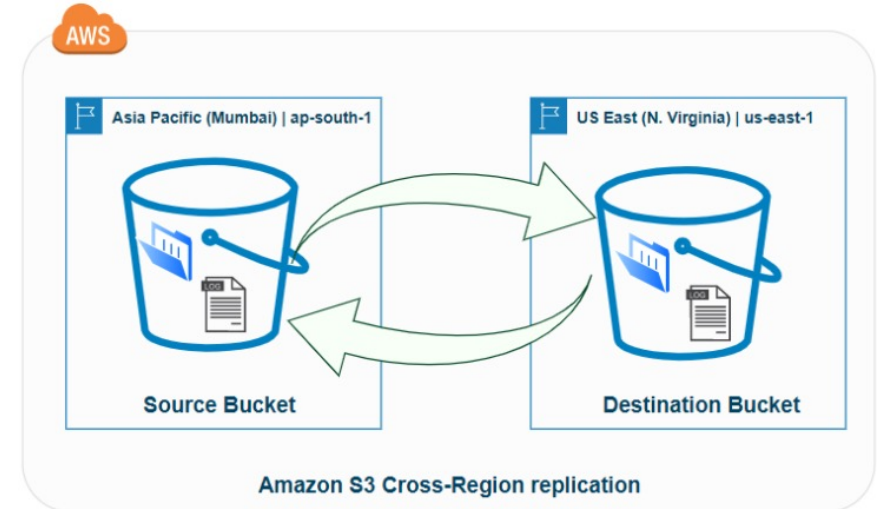 AWS
Asia Pacific (Mumbai) | ap-south-1
US East (N. Virginia) | us-east-1
LOG
LOG
Source Bucket
Destination Bucket
Amazon S3 Cross-Region replication